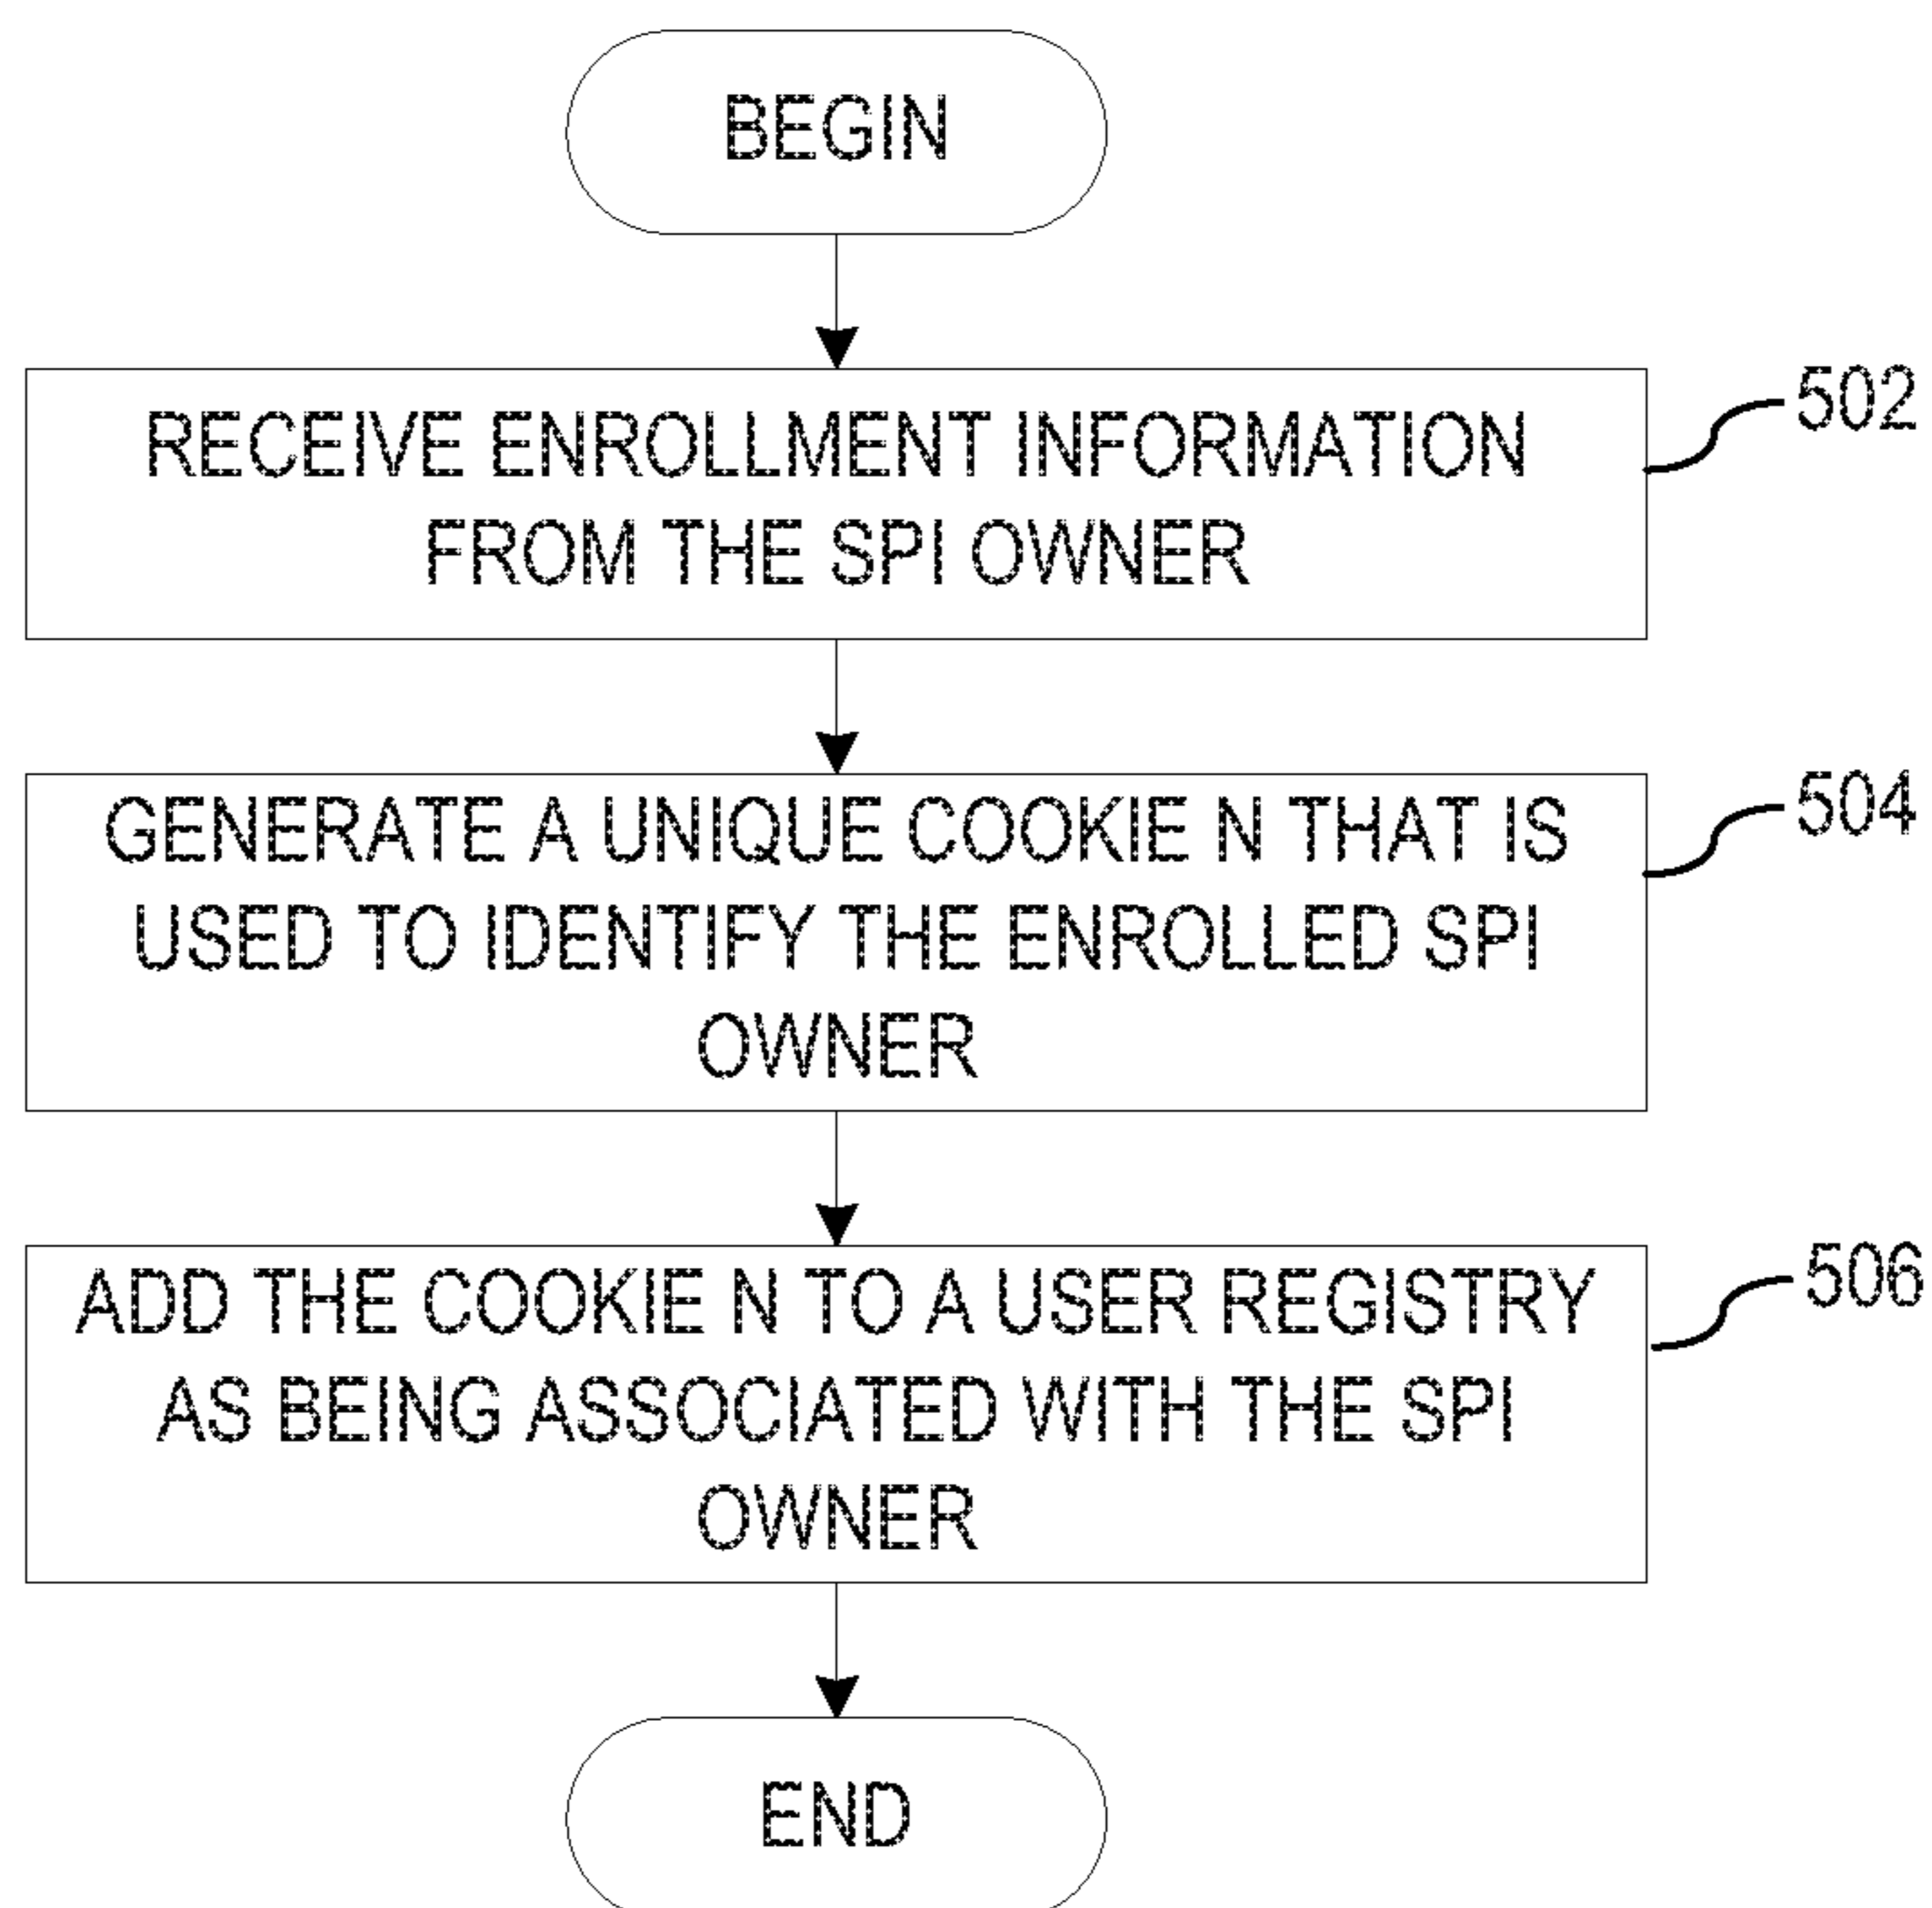 BEGIN
RECEIVE ENROLLMENT INFORMATION
FROM THE SPI OWNER
502
GENERATE A UNIQUE COOKIE N THAT IS
USED TO IDENTIFY THE ENROLLED SPI
OWNER
504
ADD THE COOKIE N TO A USER REGISTRY
AS BEING ASSOCIATED WITH THE SPI
OWNER
506
END